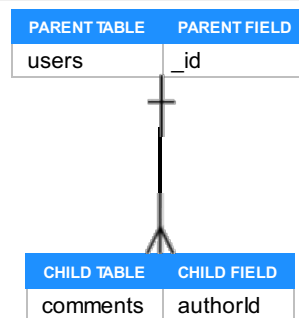 PARENT TABLE PARENT FIELD
users _id
CHILD TABLE CHILD FIELD
comments authorId